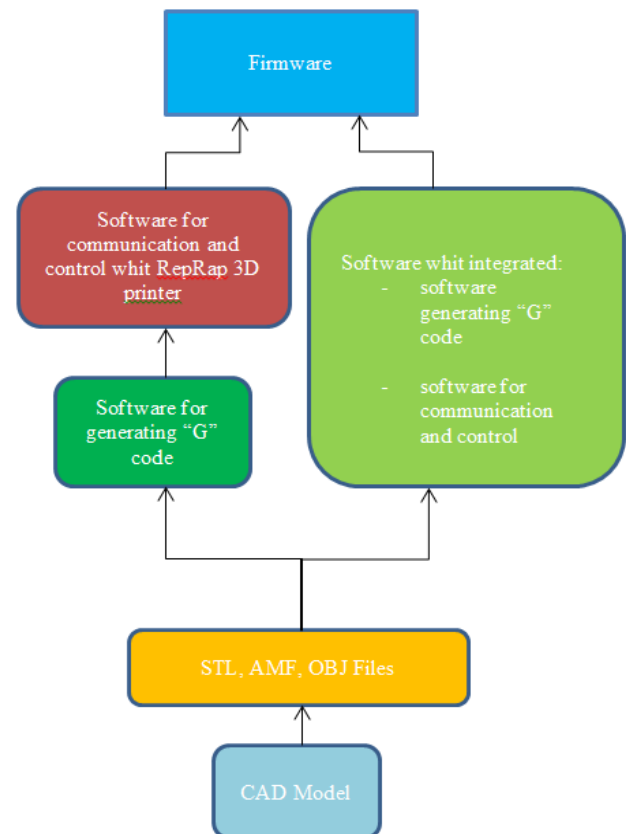 Firmware
Software for
communication and
control whit RepRap 3D
printer
Software whit integrated:
- software
generating “G”
code
- software for
communication
and control
Software for
generating “G”
code
STL, AMF, OBJ Files
CAD Model